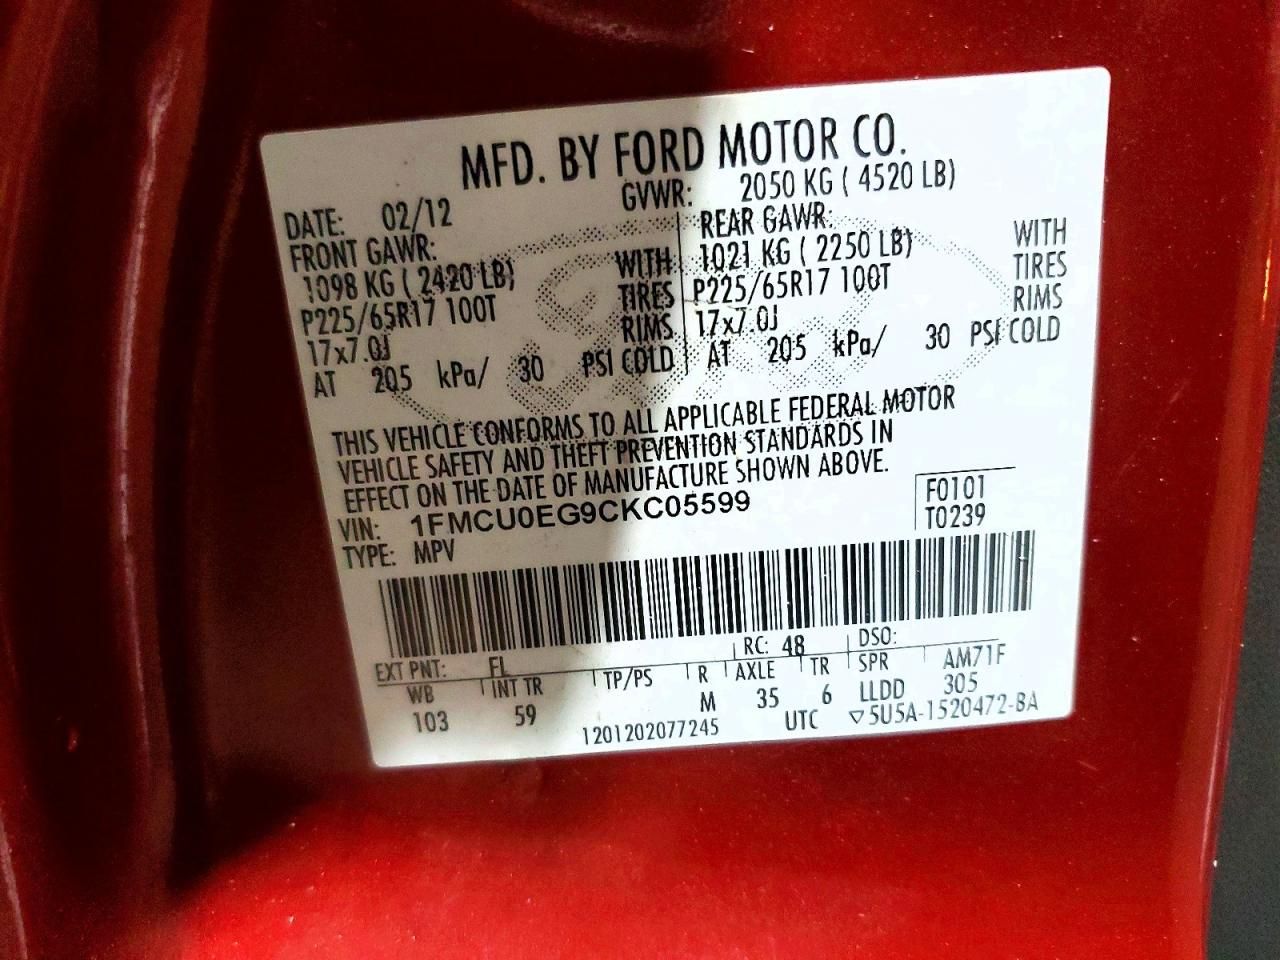 MFD. BY FORD MOTOR CO.
DATE: 02/12 GVWR: 2050 KG ( 4520 LB)
FRONT GAWR: REAR GAWR:
1098 KG ( 2420 LB) WITH 1021 KG ( 2250 LB) WITH
P225/65R17 100T TIRES P225/65R17 100T TIRES
17x7.0J RIMS 17x7.0J RIMS
AT 205 kPa/ 30 PSI COLD AT 205 kPa/ 30 PSI COLD
THIS VEHICLE CONFORMS TO ALL APPLICABLE FEDERAL MOTOR
VEHICLE SAFETY AND THEFT PREVENTION STANDARDS IN
EFFECT ON THE DATE OF MANUFACTURE SHOWN ABOVE.
VIN: 1FMCU0EG9CKC05599 F0101
TYPE: MPV T0239
EXT PNT: FL RC: 48 DSO:
WB INT TR TP/PS R AXLE TR SPR AM71F
103 59 M 35 6 LLDD 305
1201202077245 UTC ▽5U5A-1520472-BA